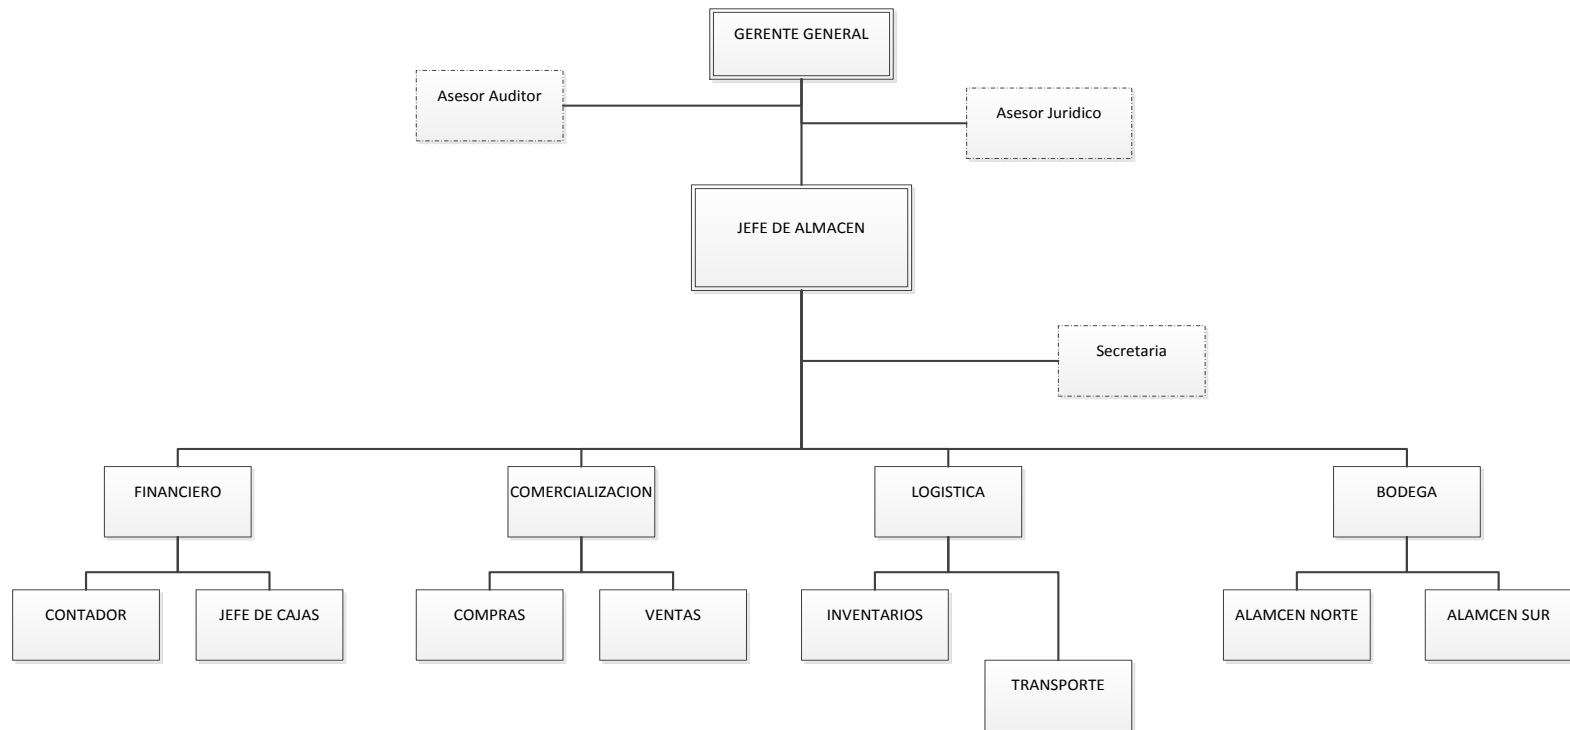 GERENTE GENERAL
Asesor Auditor
Asesor Juridico
JEFE DE ALMACEN
Secretaria
FINANCIERO
COMERCIALIZACION
LOGISTICA
BODEGA
CONTADOR
JEFE DE CAJAS
COMPRAS
VENTAS
INVENTARIOS
ALAMCEN NORTE
ALAMCEN SUR
TRANSPORTE